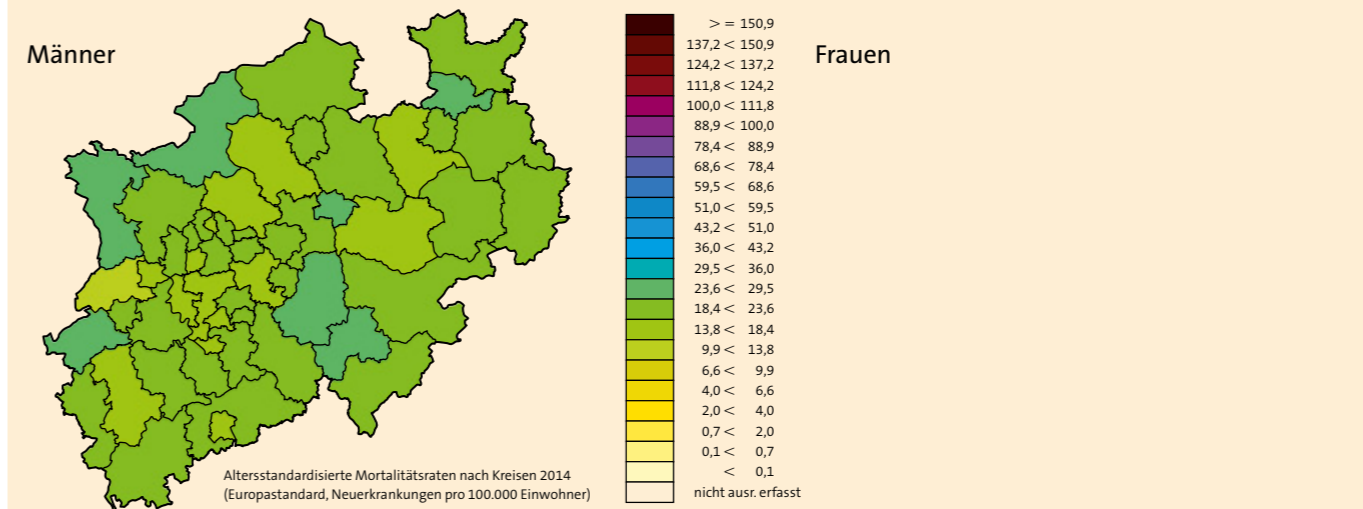 Männer
Frauen
> = 150,9
137,2 < 150,9
124,2 < 137,2
111,8 < 124,2
100,0 < 111,8
88,9 < 100,0
78,4 < 88,9
68,6 < 78,4
59,5 < 68,6
51,0 < 59,5
43,2 < 51,0
36,0 < 43,2
29,5 < 36,0
23,6 < 29,5
18,4 < 23,6
13,8 < 18,4
9,9 < 13,8
6,6 < 9,9
4,0 < 6,6
2,0 < 4,0
0,7 < 2,0
0,1 < 0,7
< 0,1
nicht ausr. erfasst
Altersstandardisierte Mortalitätsraten nach Kreisen 2014
(Europastandard, Neuerkrankungen pro 100.000 Einwohner)